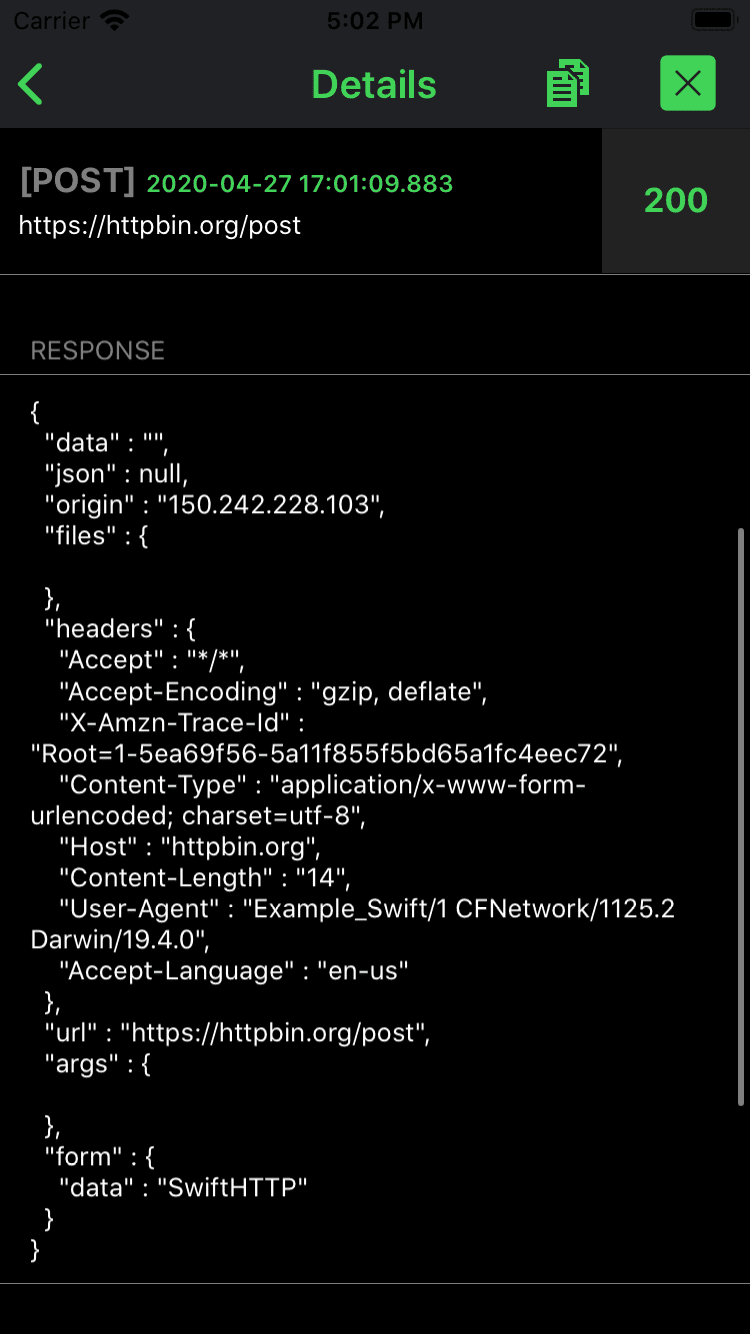 Carrier 5:02 PM
Details
[POST] 2020-04-27 17:01:09.883
https://httpbin.org/post
200
RESPONSE
{
"data" : "",
"json" : null,
"origin" : "150.242.228.103",
"files" : {
},
"headers" : {
"Accept" : "*/*",
"Accept-Encoding" : "gzip, deflate",
"X-Amzn-Trace-Id" :
"Root=1-5ea69f56-5a11f855f5bd65a1fc4eec72",
"Content-Type" : "application/x-www-form-
urlencoded; charset=utf-8",
"Host" : "httpbin.org",
"Content-Length" : "14",
"User-Agent" : "Example_Swift/1 CFNetwork/1125.2
Darwin/19.4.0",
"Accept-Language" : "en-us"
},
"url" : "https://httpbin.org/post",
"args" : {
},
"form" : {
"data" : "SwiftHTTP"
}
}